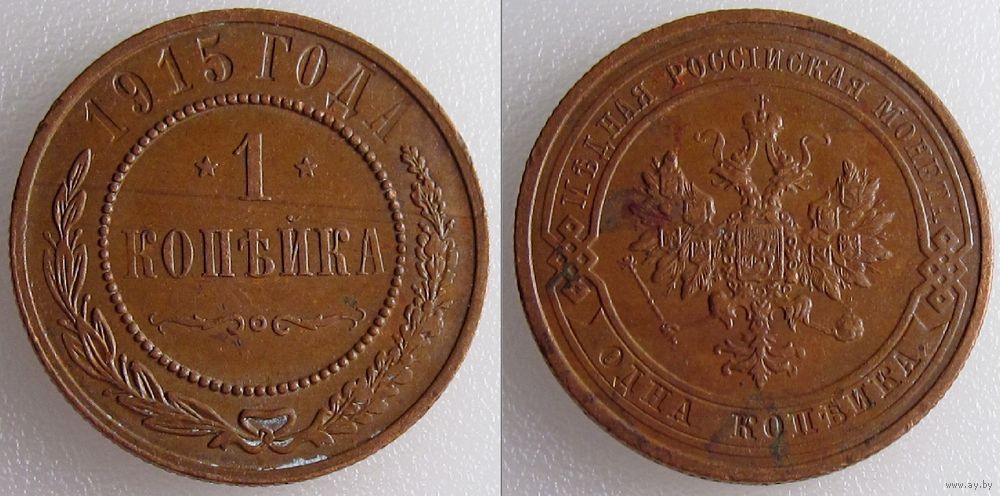 1915 ГОДА
1
КОПѢЙКА
МѢДНАЯ РОССІЙСКАЯ МОНЕТА
ОДНА КОПѢЙКА.
www.ay.by